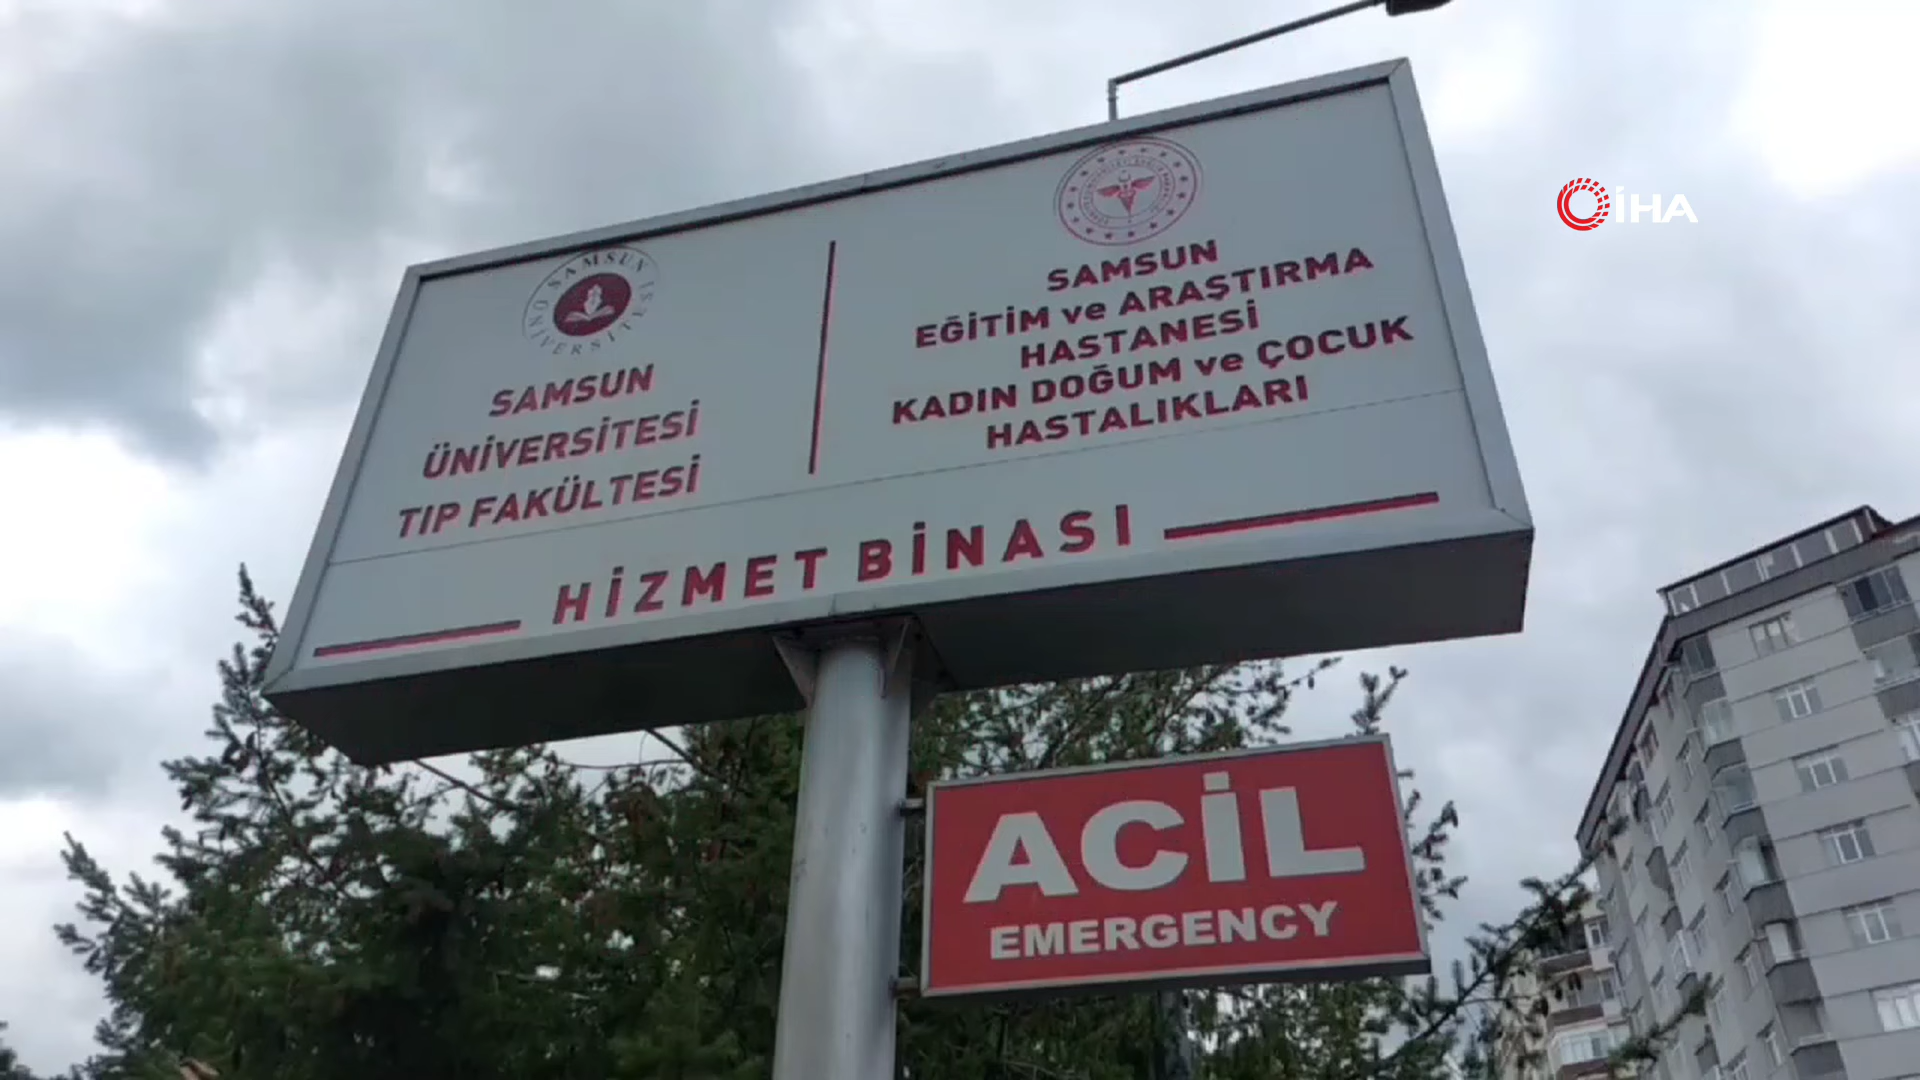 SAMSUN ÜNİVERSİTESİ
SAMSUN
ÜNİVERSİTESİ
TIP FAKÜLTESİ
SAMSUN
EĞİTİM ve ARAŞTIRMA
HASTANESİ
KADIN DOĞUM ve ÇOCUK
HASTALIKLARI
HİZMET BİNASI
ACİL
EMERGENCY
İHA